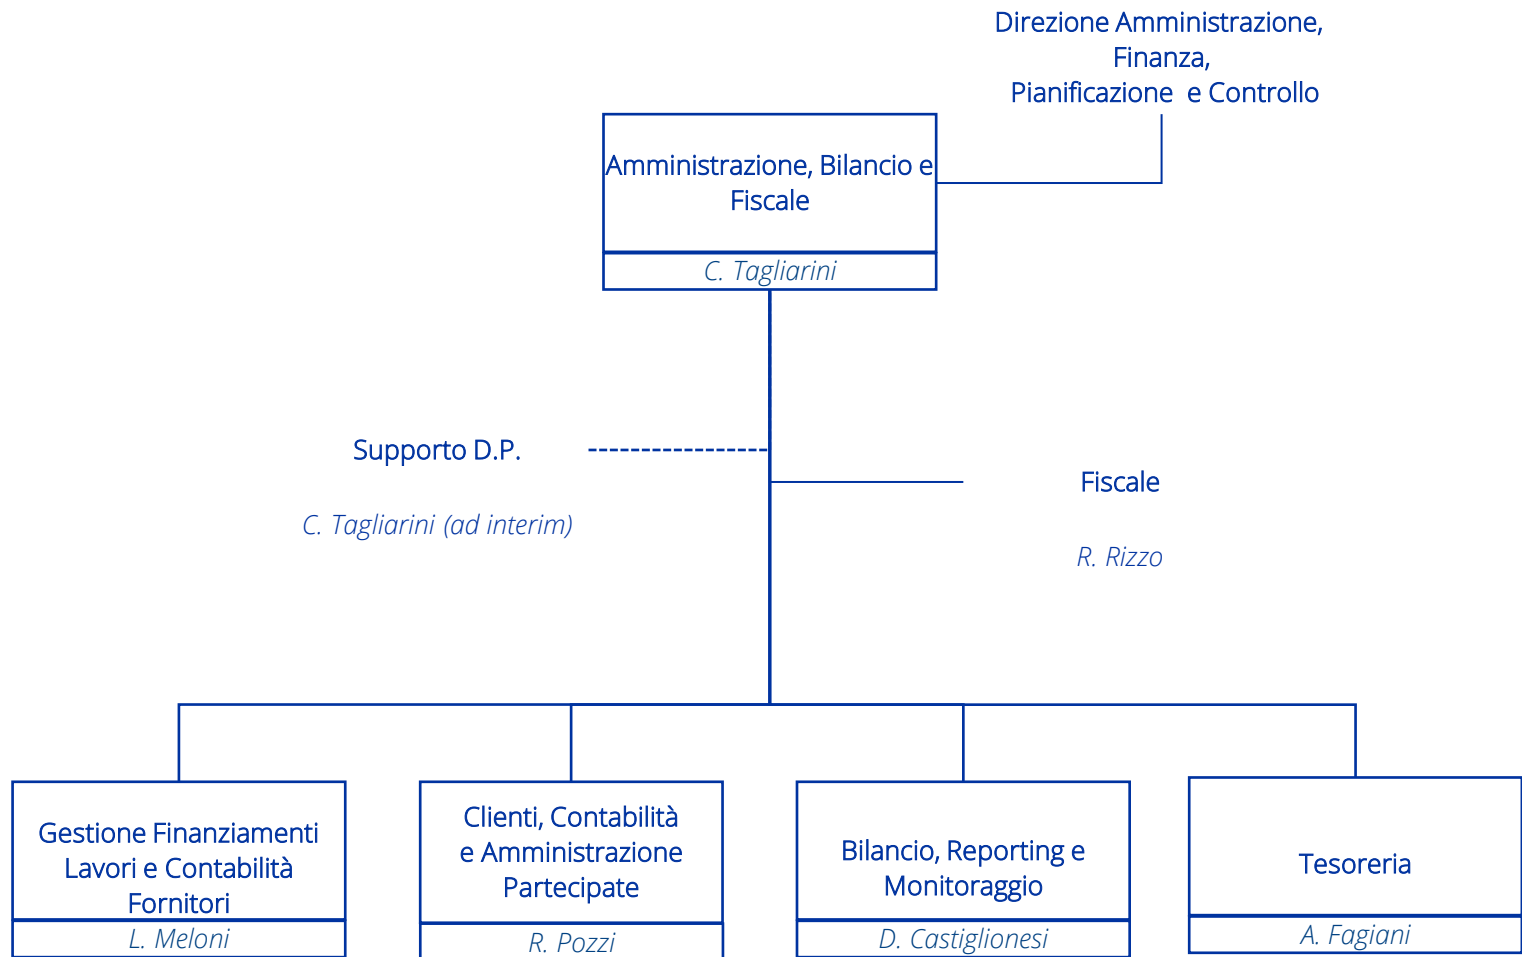 Direzione Amministrazione,
Finanza,
Pianificazione e Controllo
Amministrazione, Bilancio e
Fiscale
C. Tagliarini
Supporto D.P.
C. Tagliarini (ad interim)
Fiscale
R. Rizzo
Gestione Finanziamenti
Lavori e Contabilità
Fornitori
L. Meloni
Clienti, Contabilità
e Amministrazione
Partecipate
R. Pozzi
Bilancio, Reporting e
Monitoraggio
D. Castiglionesi
Tesoreria
A. Fagiani